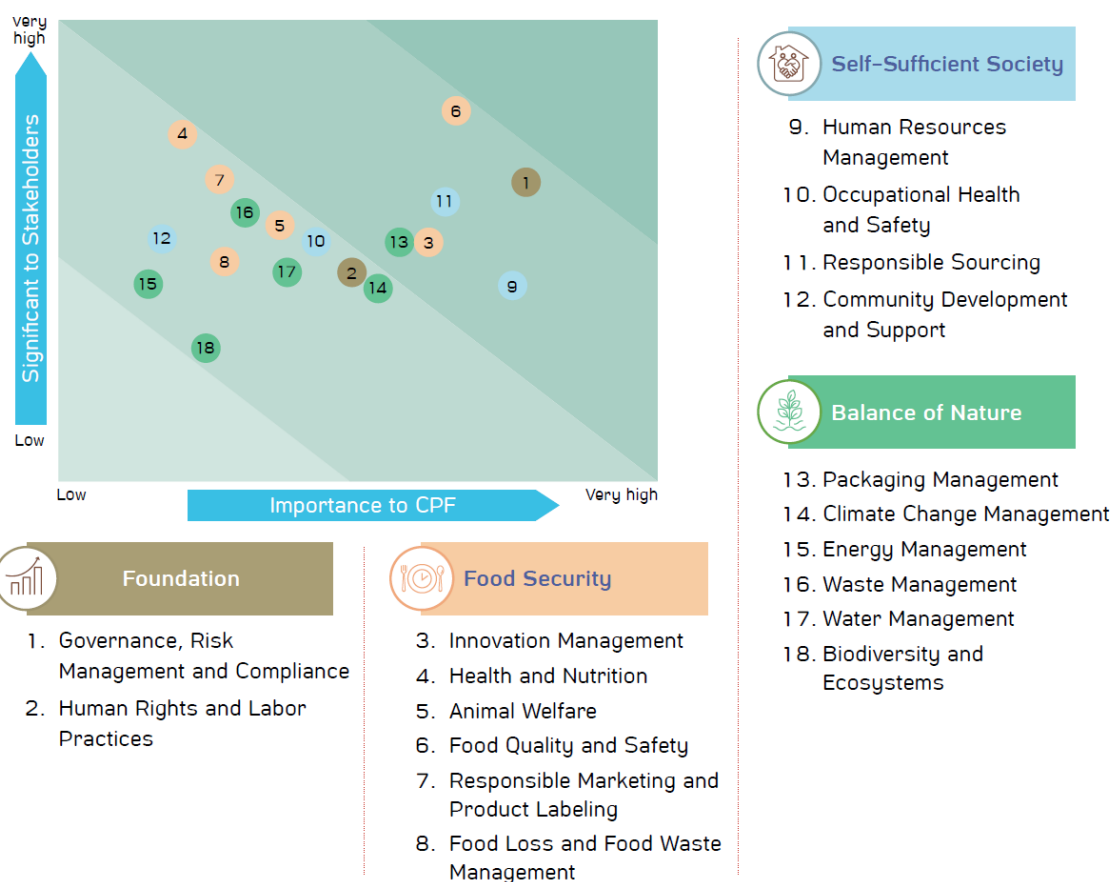 Very
high
Significant to Stakeholders
Low
4
6
7
1
16
11
5
12
10
13
3
8
17
2
15
14
9
18
Low
Very high
Importance to CPF
Foundation
1. Governance, Risk
Management and Compliance
2. Human Rights and Labor
Practices
Food Security
3. Innovation Management
4. Health and Nutrition
5. Animal Welfare
6. Food Quality and Safety
7. Responsible Marketing and
Product Labeling
8. Food Loss and Food Waste
Management
Self-Sufficient Society
9. Human Resources
Management
10. Occupational Health
and Safety
11. Responsible Sourcing
12. Community Development
and Support
Balance of Nature
13. Packaging Management
14. Climate Change Management
15. Energy Management
16. Waste Management
17. Water Management
18. Biodiversity and
Ecosystems